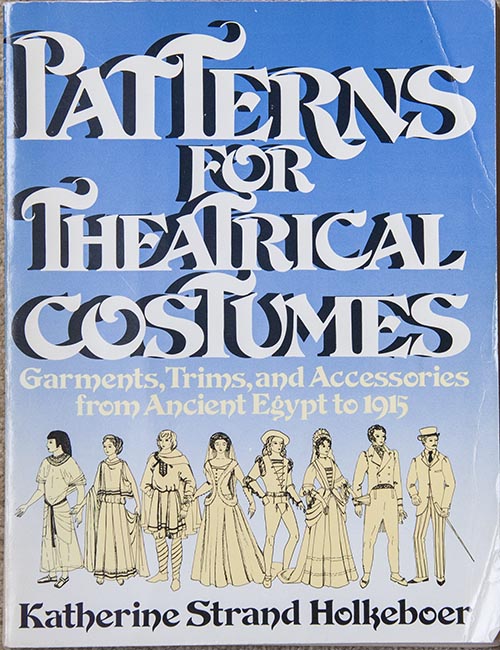 PATTERNS
FOR
THEATRICAL
COSTUMES
Garments, Trims, and Accessories
from Ancient Egypt to 1915
Katherine Strand Holkeboer